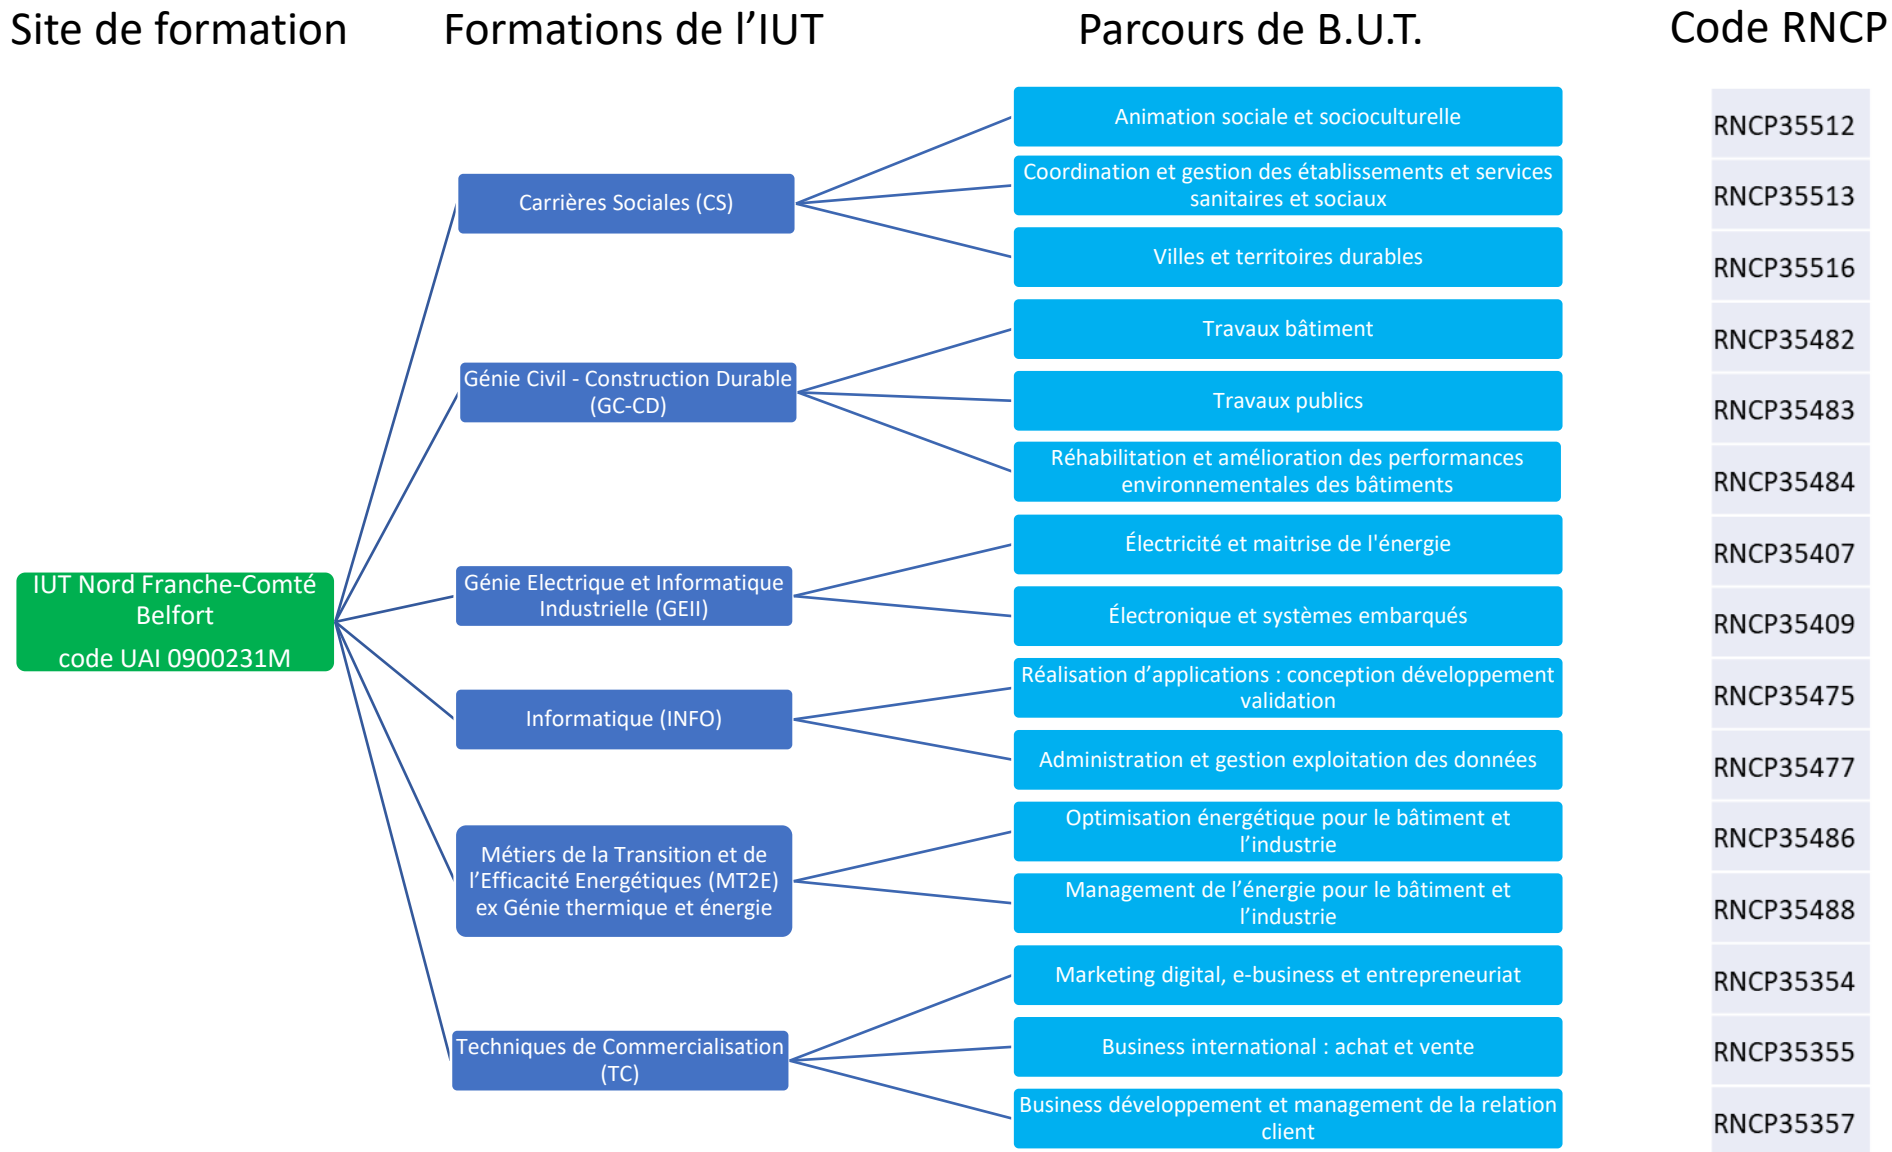 Site de formation
Formations de l’IUT
Parcours de B.U.T.
Code RNCP
IUT Nord Franche-Comté
Belfort
code UAI 0900231M
Carrières Sociales (CS)
Animation sociale et socioculturelle
RNCP35512
Coordination et gestion des établissements et services
sanitaires et sociaux
RNCP35513
Villes et territoires durables
RNCP35516
Génie Civil - Construction Durable
(GC-CD)
Travaux bâtiment
RNCP35482
Travaux publics
RNCP35483
Réhabilitation et amélioration des performances
environnementales des bâtiments
RNCP35484
Génie Electrique et Informatique
Industrielle (GEII)
Électricité et maitrise de l'énergie
RNCP35407
Électronique et systèmes embarqués
RNCP35409
Informatique (INFO)
Réalisation d’applications : conception développement
validation
RNCP35475
Administration et gestion exploitation des données
RNCP35477
Métiers de la Transition et de
l’Efficacité Energétiques (MT2E)
ex Génie thermique et énergie
Optimisation énergétique pour le bâtiment et
l’industrie
RNCP35486
Management de l’énergie pour le bâtiment et
l’industrie
RNCP35488
Techniques de Commercialisation
(TC)
Marketing digital, e-business et entrepreneuriat
RNCP35354
Business international : achat et vente
RNCP35355
Business développement et management de la relation
client
RNCP35357